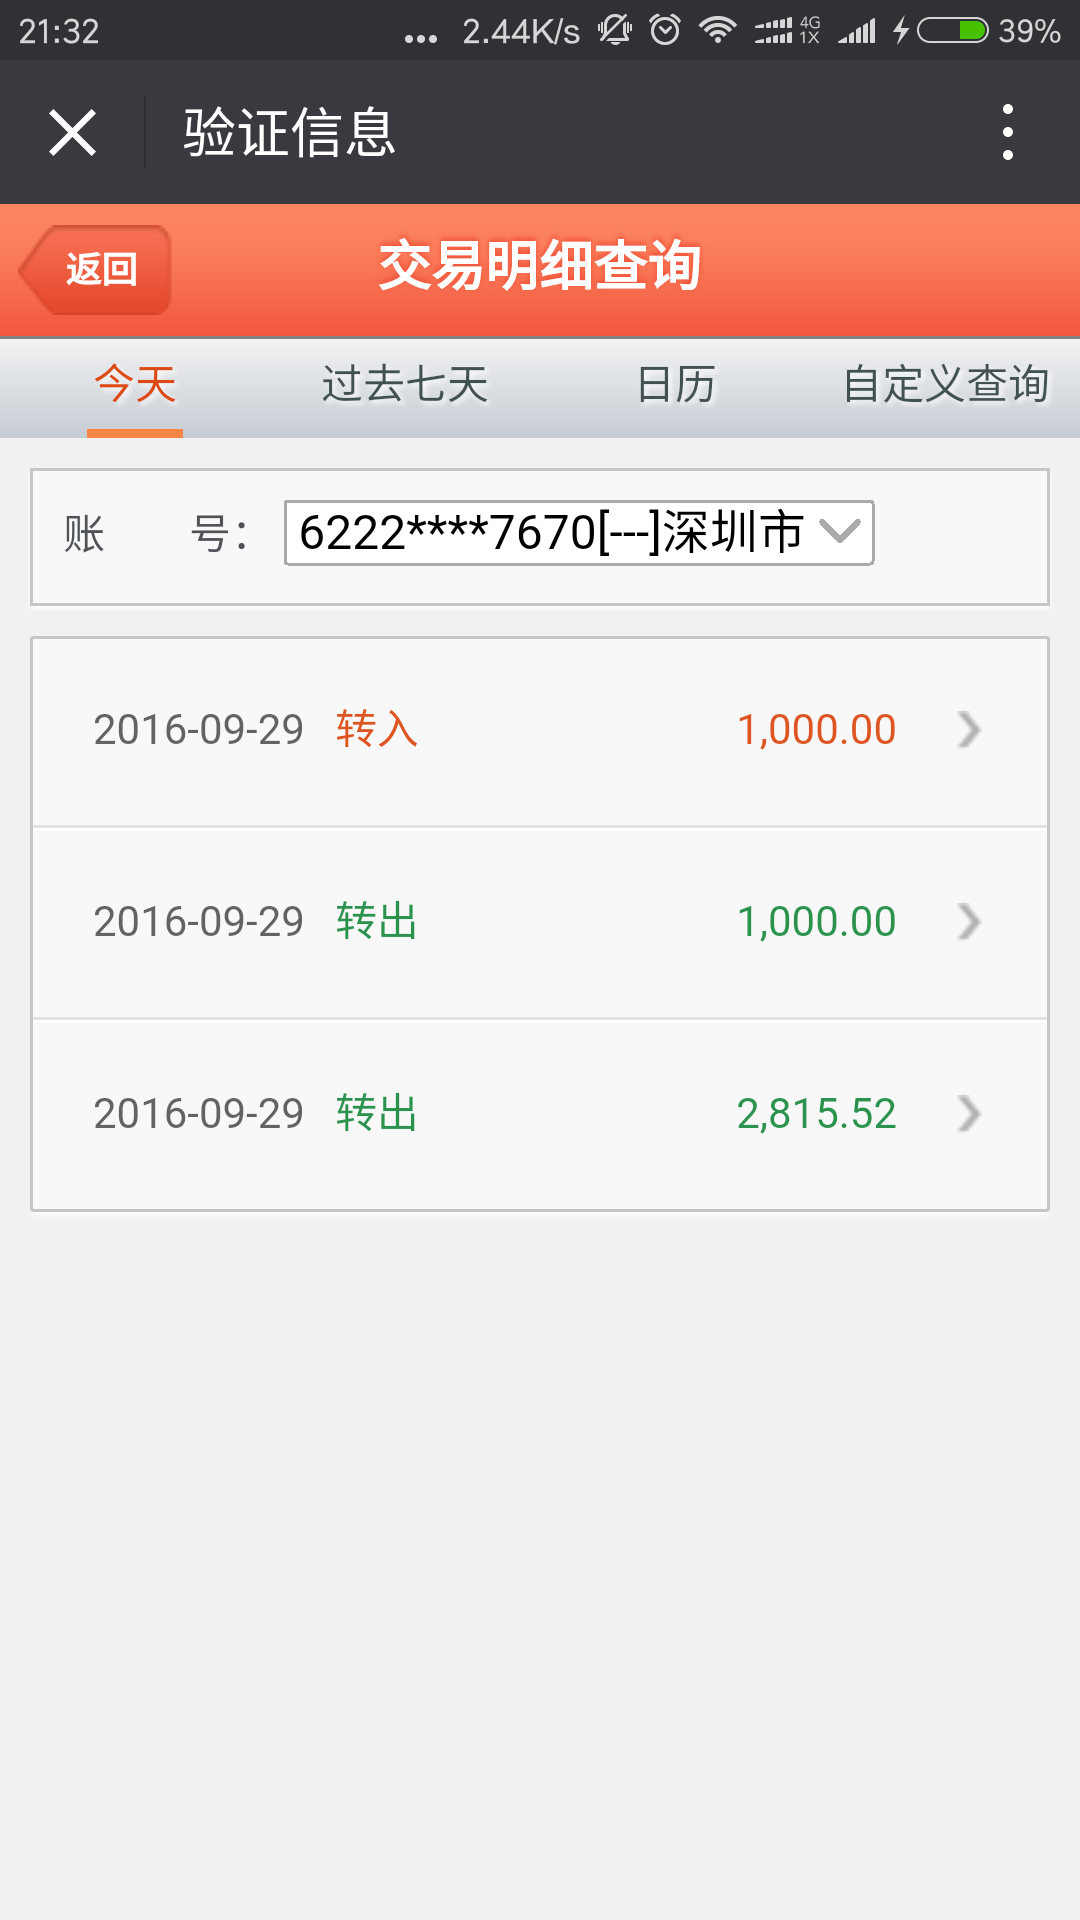 21:32 ... 2.44K/s 4G 1X 39%
验证信息
返回 交易明细查询
今天 过去七天 日历 自定义查询
账 号： 6222****7670[---]深圳市
2016-09-29 转入 1,000.00
2016-09-29 转出 1,000.00
2016-09-29 转出 2,815.52